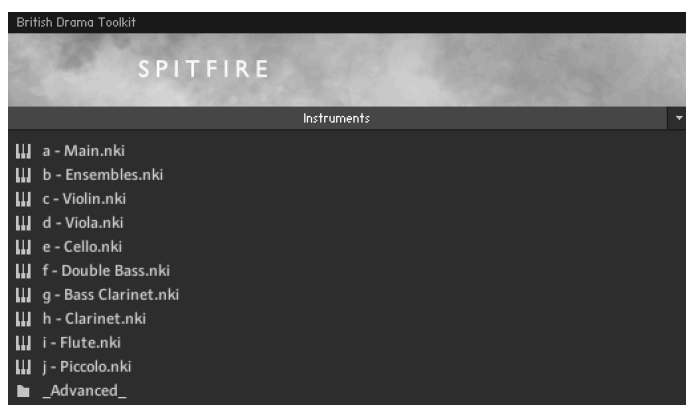 British Drama Toolkit
SPITFIRE
Instruments
a - Main.nki
b - Ensembles.nki
c - Violin.nki
d - Viola.nki
e - Cello.nki
f - Double Bass.nki
g - Bass Clarinet.nki
h - Clarinet.nki
i - Flute.nki
j - Piccolo.nki
_Advanced_